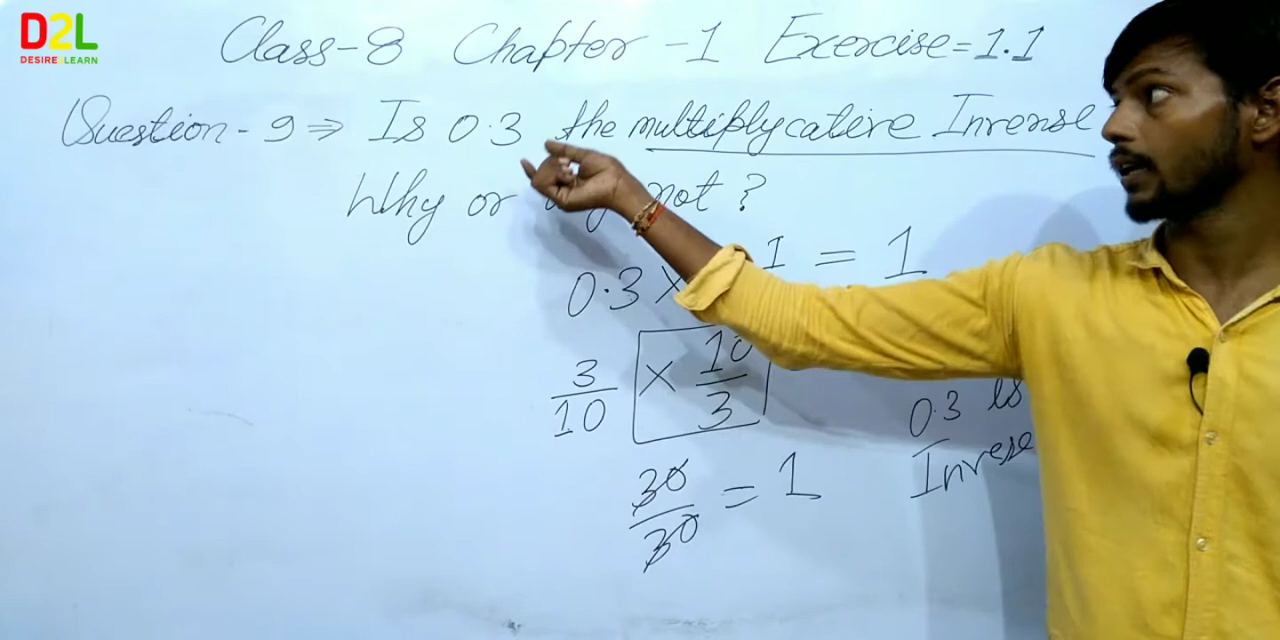 D2L
DESIRE2LEARN
Class-8 Chapter -1 Exercise=1.1
Question-9⇒ Is 0.3 the multiplycative Inverse
Why or not ?
0.3 × 1 = 1
3/10 × 10/3
0.3 is
Inverse
30/30 = 1